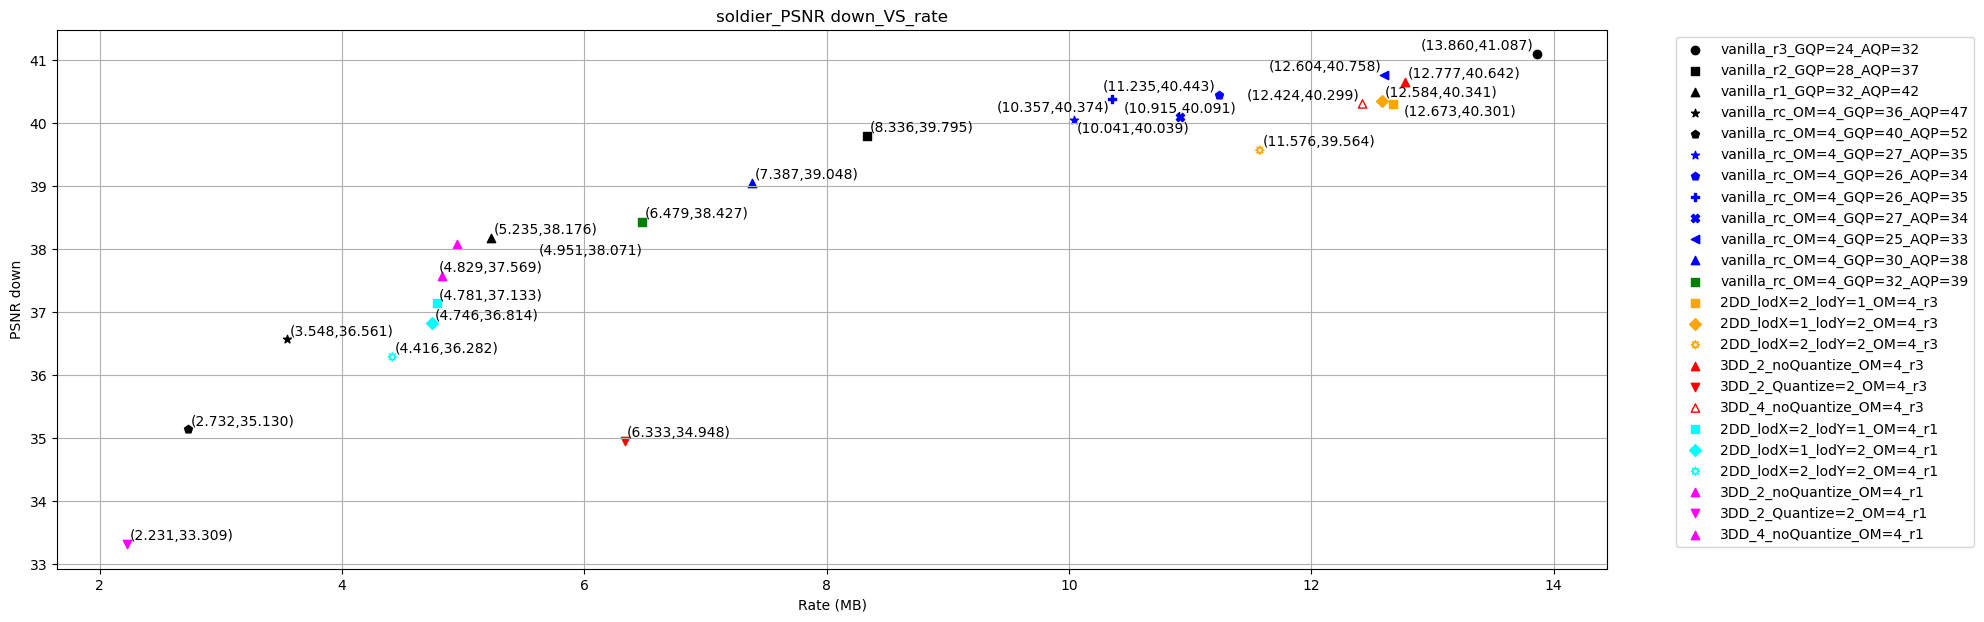 soldier_PSNR down_VS_rate
PSNR down
41
40
39
38
37
36
35
34
33
(13.860,41.087)
(12.604,40.758)
(12.777,40.642)
(11.235,40.443)
(12.424,40.299)
(12.584,40.341)
(10.357,40.374)
(10.915,40.091)
(12.673,40.301)
(8.336,39.795)
(10.041,40.039)
(11.576,39.564)
(7.387,39.048)
(6.479,38.427)
(5.235,38.176)
(4.951,38.071)
(4.829,37.569)
(4.781,37.133)
(4.746,36.814)
(3.548,36.561)
(4.416,36.282)
(2.732,35.130)
(6.333,34.948)
(2.231,33.309)
2 4 6 8 10 12 14
Rate (MB)
vanilla_r3_GQP=24_AQP=32
vanilla_r2_GQP=28_AQP=37
vanilla_r1_GQP=32_AQP=42
vanilla_rc_OM=4_GQP=36_AQP=47
vanilla_rc_OM=4_GQP=40_AQP=52
vanilla_rc_OM=4_GQP=27_AQP=35
vanilla_rc_OM=4_GQP=26_AQP=34
vanilla_rc_OM=4_GQP=26_AQP=35
vanilla_rc_OM=4_GQP=27_AQP=34
vanilla_rc_OM=4_GQP=25_AQP=33
vanilla_rc_OM=4_GQP=30_AQP=38
vanilla_rc_OM=4_GQP=32_AQP=39
2DD_lodX=2_lodY=1_OM=4_r3
2DD_lodX=1_lodY=2_OM=4_r3
2DD_lodX=2_lodY=2_OM=4_r3
3DD_2_noQuantize_OM=4_r3
3DD_2_Quantize=2_OM=4_r3
3DD_4_noQuantize_OM=4_r3
2DD_lodX=2_lodY=1_OM=4_r1
2DD_lodX=1_lodY=2_OM=4_r1
2DD_lodX=2_lodY=2_OM=4_r1
3DD_2_noQuantize_OM=4_r1
3DD_2_Quantize=2_OM=4_r1
3DD_4_noQuantize_OM=4_r1